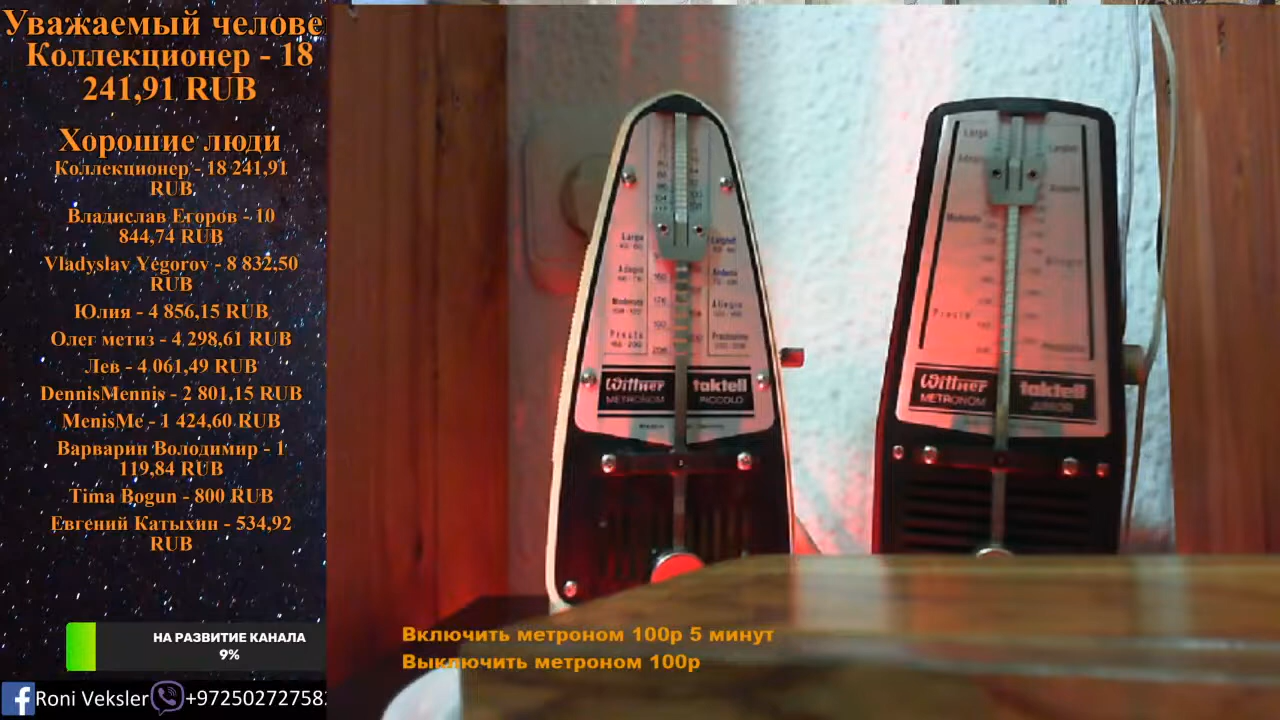 Уважаемый челове
Коллекционер - 18
241,91 RUB
Хорошие люди
Коллекционер - 18 241,91
RUB
Владислав Егоров - 10
844,74 RUB
Vladyslav Yegorov - 8 832,50
RUB
Юлия - 4 856,15 RUB
Олег метиз - 4 298,61 RUB
Лев - 4 061,49 RUB
DennisMennis - 2 801,15 RUB
MenisMe - 1 424,60 RUB
Варварин Володимир - 1
119,84 RUB
Tima Bogun - 800 RUB
Евгений Катыхин - 534,92
RUB
НА РАЗВИТИЕ КАНАЛА
9%
Roni Veksler +97250272758
Largo
Larghet
Adagio
Andante
Moderato
Allegro
Presto
Prestissimo
208
Wittner taktell
METRONOM PICCOLO
Largo
Moderato
Presto
Wittner taktell
METRONOM JUNIOR
Включить метроном 100р 5 минут
Выключить метроном 100р